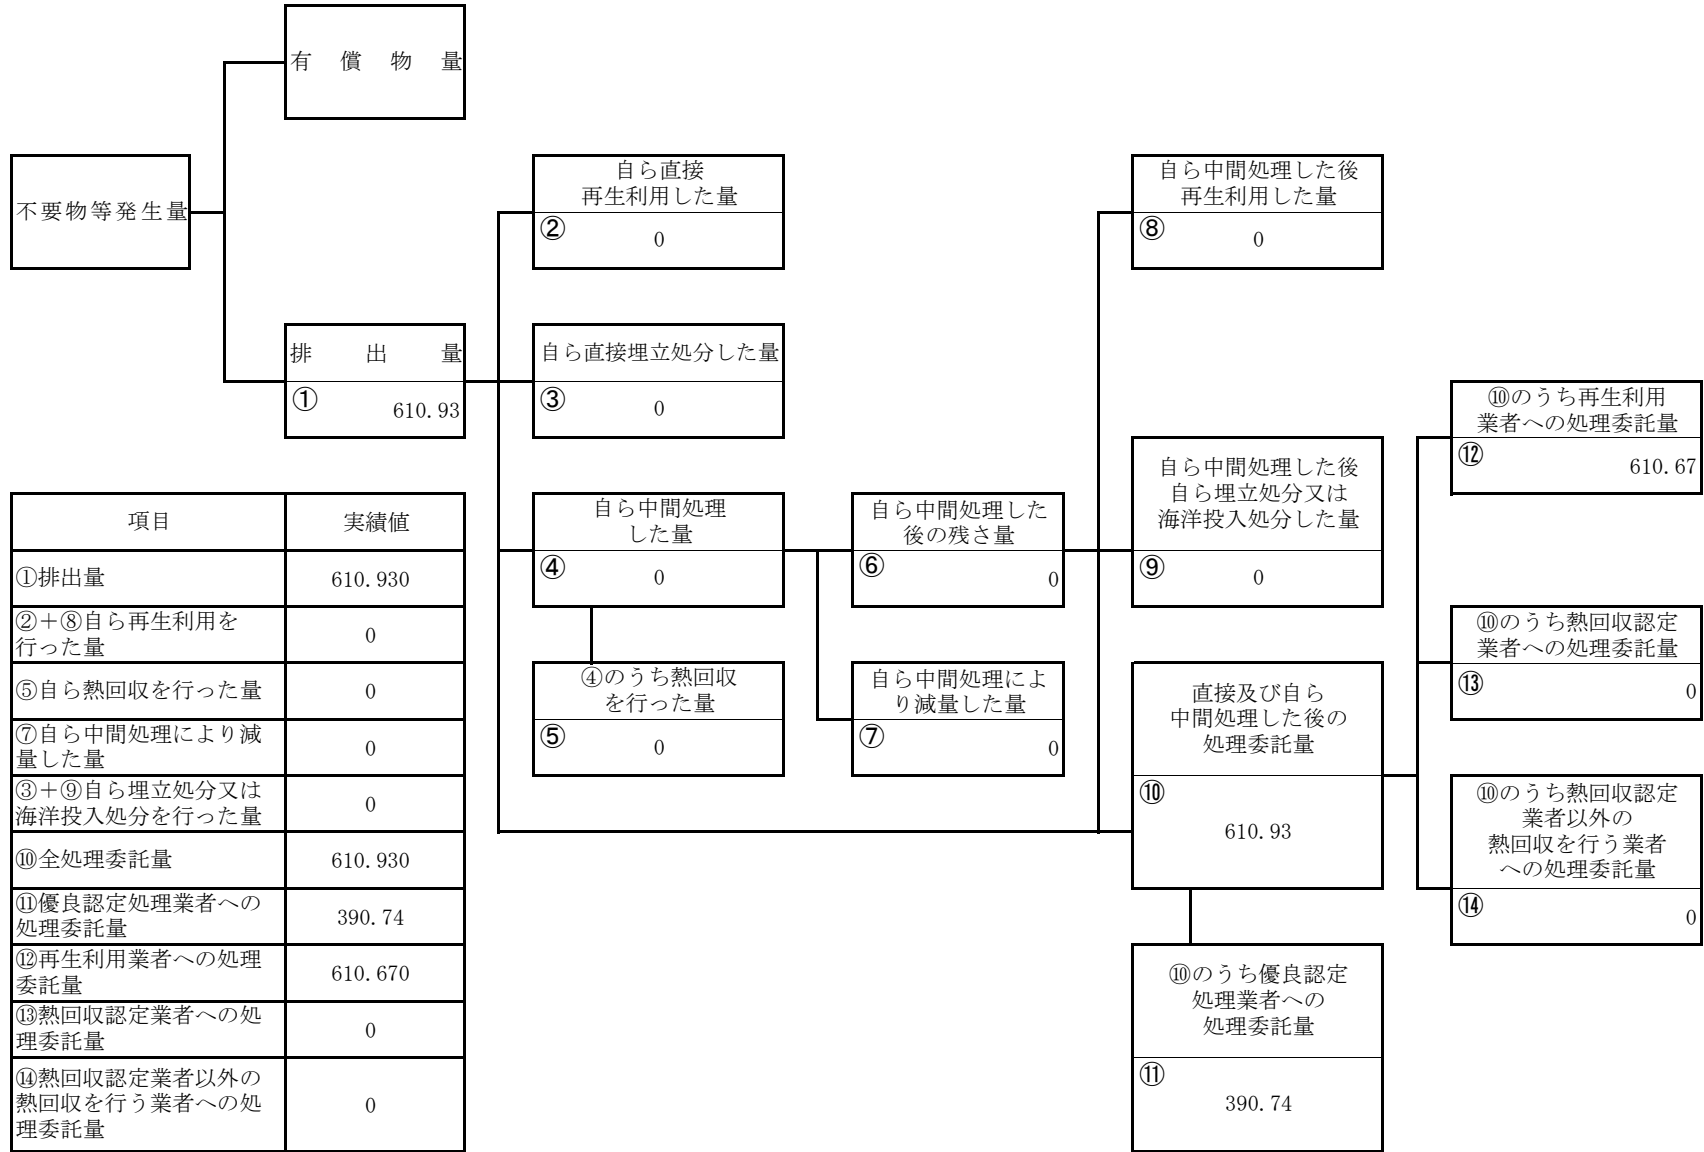 有償物量
不要物等発生量
排出量
① 610.93
自ら直接
再生利用した量
② 0
自ら直接埋立処分した量
③ 0
自ら中間処理
した量
④ 0
④のうち熱回収
を行った量
⑤ 0
自ら中間処理した
後の残さ量
⑥ 0
自ら中間処理によ
り減量した量
⑦ 0
自ら中間処理した後
再生利用した量
⑧ 0
自ら中間処理した後
自ら埋立処分又は
海洋投入処分した量
⑨ 0
直接及び自ら
中間処理した後の
処理委託量
⑩
610.93
⑩のうち優良認定
処理業者への
処理委託量
⑪
390.74
⑩のうち再生利用
業者への処理委託量
⑫ 610.67
⑩のうち熱回収認定
業者への処理委託量
⑬ 0
⑩のうち熱回収認定
業者以外の
熱回収を行う業者
への処理委託量
⑭ 0
項目 実績値
①排出量 610.930
②＋⑧自ら再生利用を
行った量 0
⑤自ら熱回収を行った量 0
⑦自ら中間処理により減
量した量 0
③＋⑨自ら埋立処分又は
海洋投入処分を行った量 0
⑩全処理委託量 610.930
⑪優良認定処理業者への
処理委託量 390.74
⑫再生利用業者への処理
委託量 610.670
⑬熱回収認定業者への処
理委託量 0
⑭熱回収認定業者以外の
熱回収を行う業者への処 0
理委託量